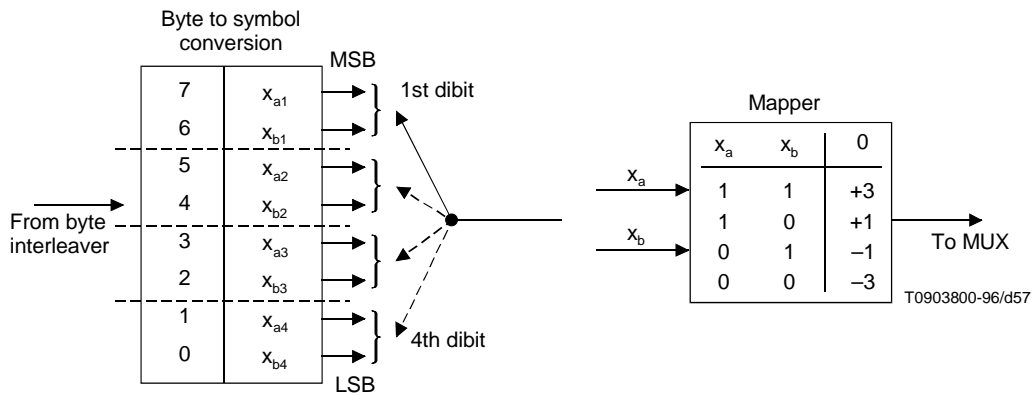 Byte to symbol
conversion
MSB
7 xa1
6 xb1
1st dibit
5 xa2
4 xb2
From byte
interleaver
3 xa3
2 xb3
1 xa4
0 xb4
4th dibit
LSB
Mapper
xa xb 0
xa
1 1 +3
1 0 +1
xb
0 1 –1
0 0 –3
To MUX
T0903800-96/d57